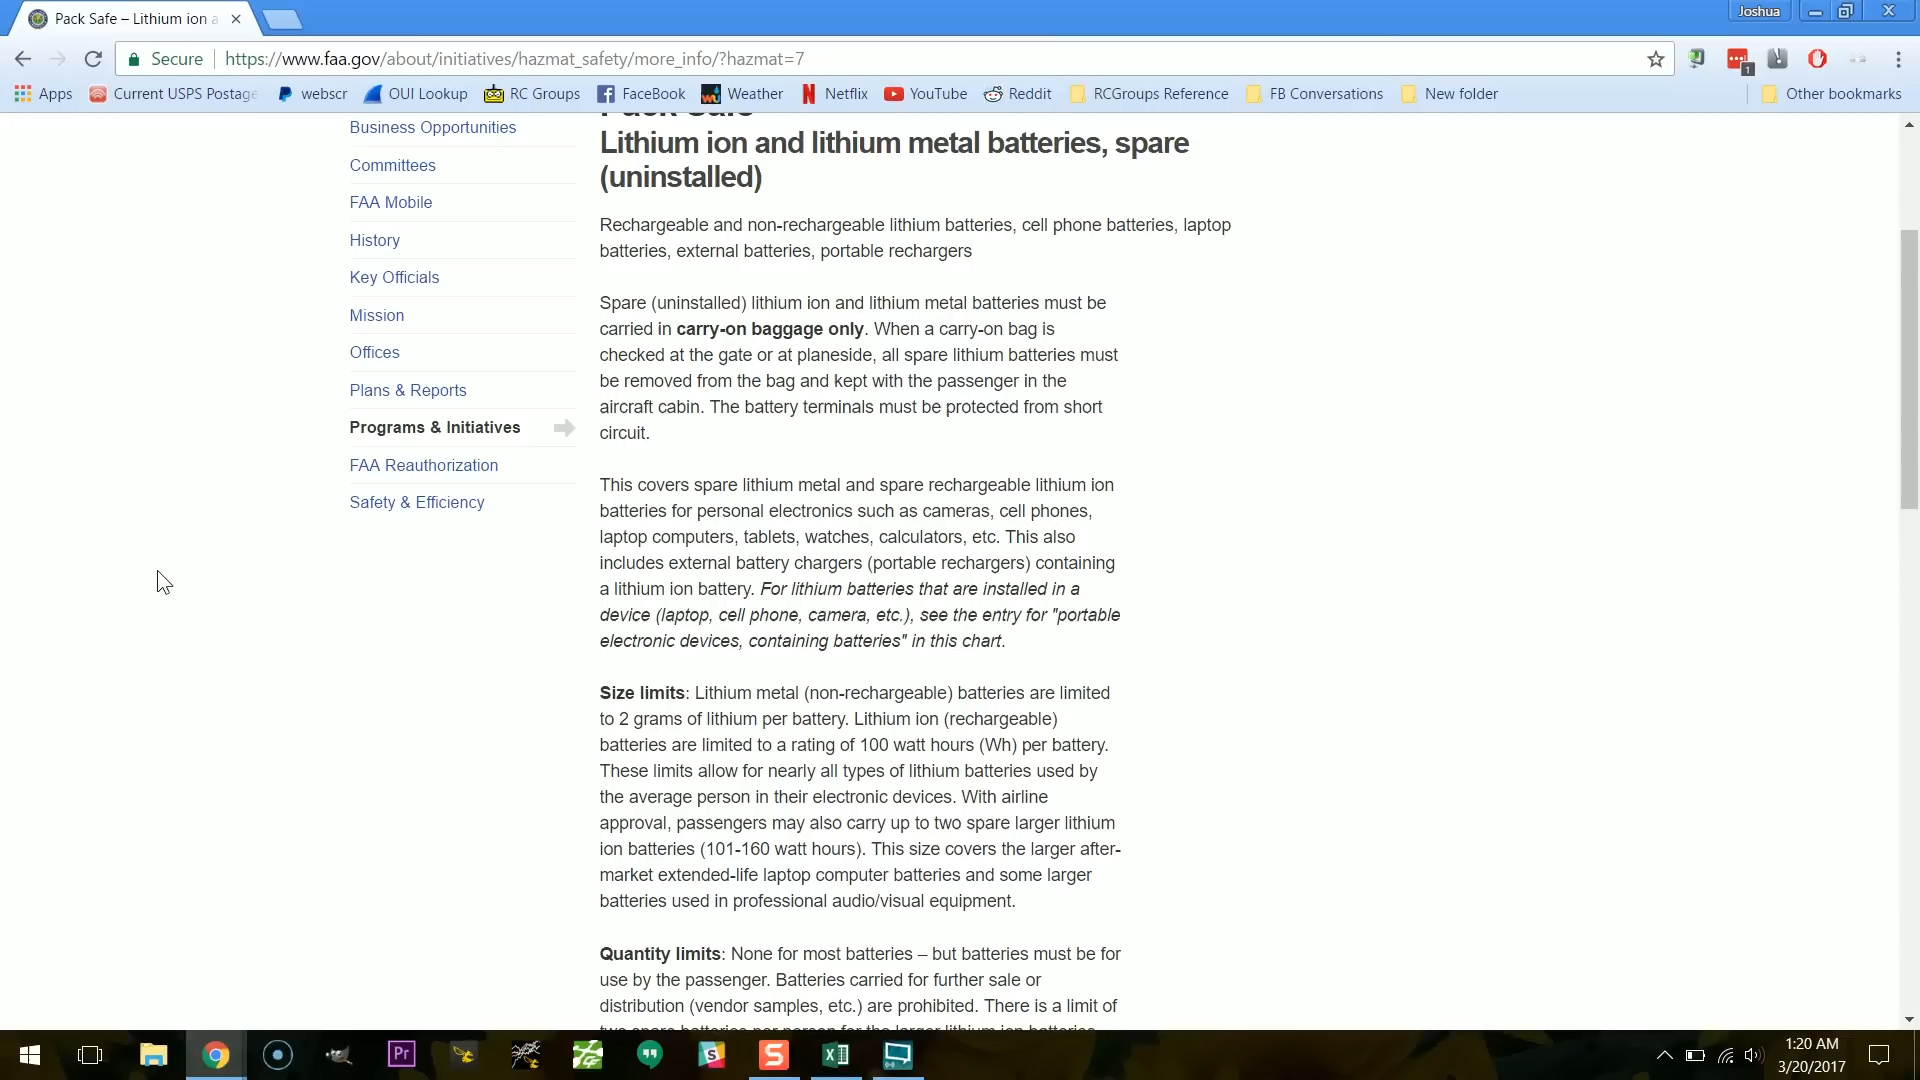 Pack Safe – Lithium ion a
Joshua
Secure
https://www.faa.gov/about/initiatives/hazmat_safety/more_info/?hazmat=7
1
Apps
Current USPS Postage
webscr
OUI Lookup
RC Groups
FaceBook
Weather
Netflix
YouTube
Reddit
RCGroups Reference
FB Conversations
New folder
Other bookmarks
Business Opportunities
Committees
FAA Mobile
History
Key Officials
Mission
Offices
Plans & Reports
Programs & Initiatives
FAA Reauthorization
Safety & Efficiency
Pack Safe
Lithium ion and lithium metal batteries, spare
(uninstalled)
Rechargeable and non-rechargeable lithium batteries, cell phone batteries, laptop
batteries, external batteries, portable rechargers
Spare (uninstalled) lithium ion and lithium metal batteries must be
carried in carry-on baggage only. When a carry-on bag is
checked at the gate or at planeside, all spare lithium batteries must
be removed from the bag and kept with the passenger in the
aircraft cabin. The battery terminals must be protected from short
circuit.
This covers spare lithium metal and spare rechargeable lithium ion
batteries for personal electronics such as cameras, cell phones,
laptop computers, tablets, watches, calculators, etc. This also
includes external battery chargers (portable rechargers) containing
a lithium ion battery. For lithium batteries that are installed in a
device (laptop, cell phone, camera, etc.), see the entry for "portable
electronic devices, containing batteries" in this chart.
Size limits: Lithium metal (non-rechargeable) batteries are limited
to 2 grams of lithium per battery. Lithium ion (rechargeable)
batteries are limited to a rating of 100 watt hours (Wh) per battery.
These limits allow for nearly all types of lithium batteries used by
the average person in their electronic devices. With airline
approval, passengers may also carry up to two spare larger lithium
ion batteries (101-160 watt hours). This size covers the larger after-
market extended-life laptop computer batteries and some larger
batteries used in professional audio/visual equipment.
Quantity limits: None for most batteries – but batteries must be for
use by the passenger. Batteries carried for further sale or
distribution (vendor samples, etc.) are prohibited. There is a limit of
two spare batteries per person for the larger lithium ion batteries
Pr
1:20 AM
3/20/2017